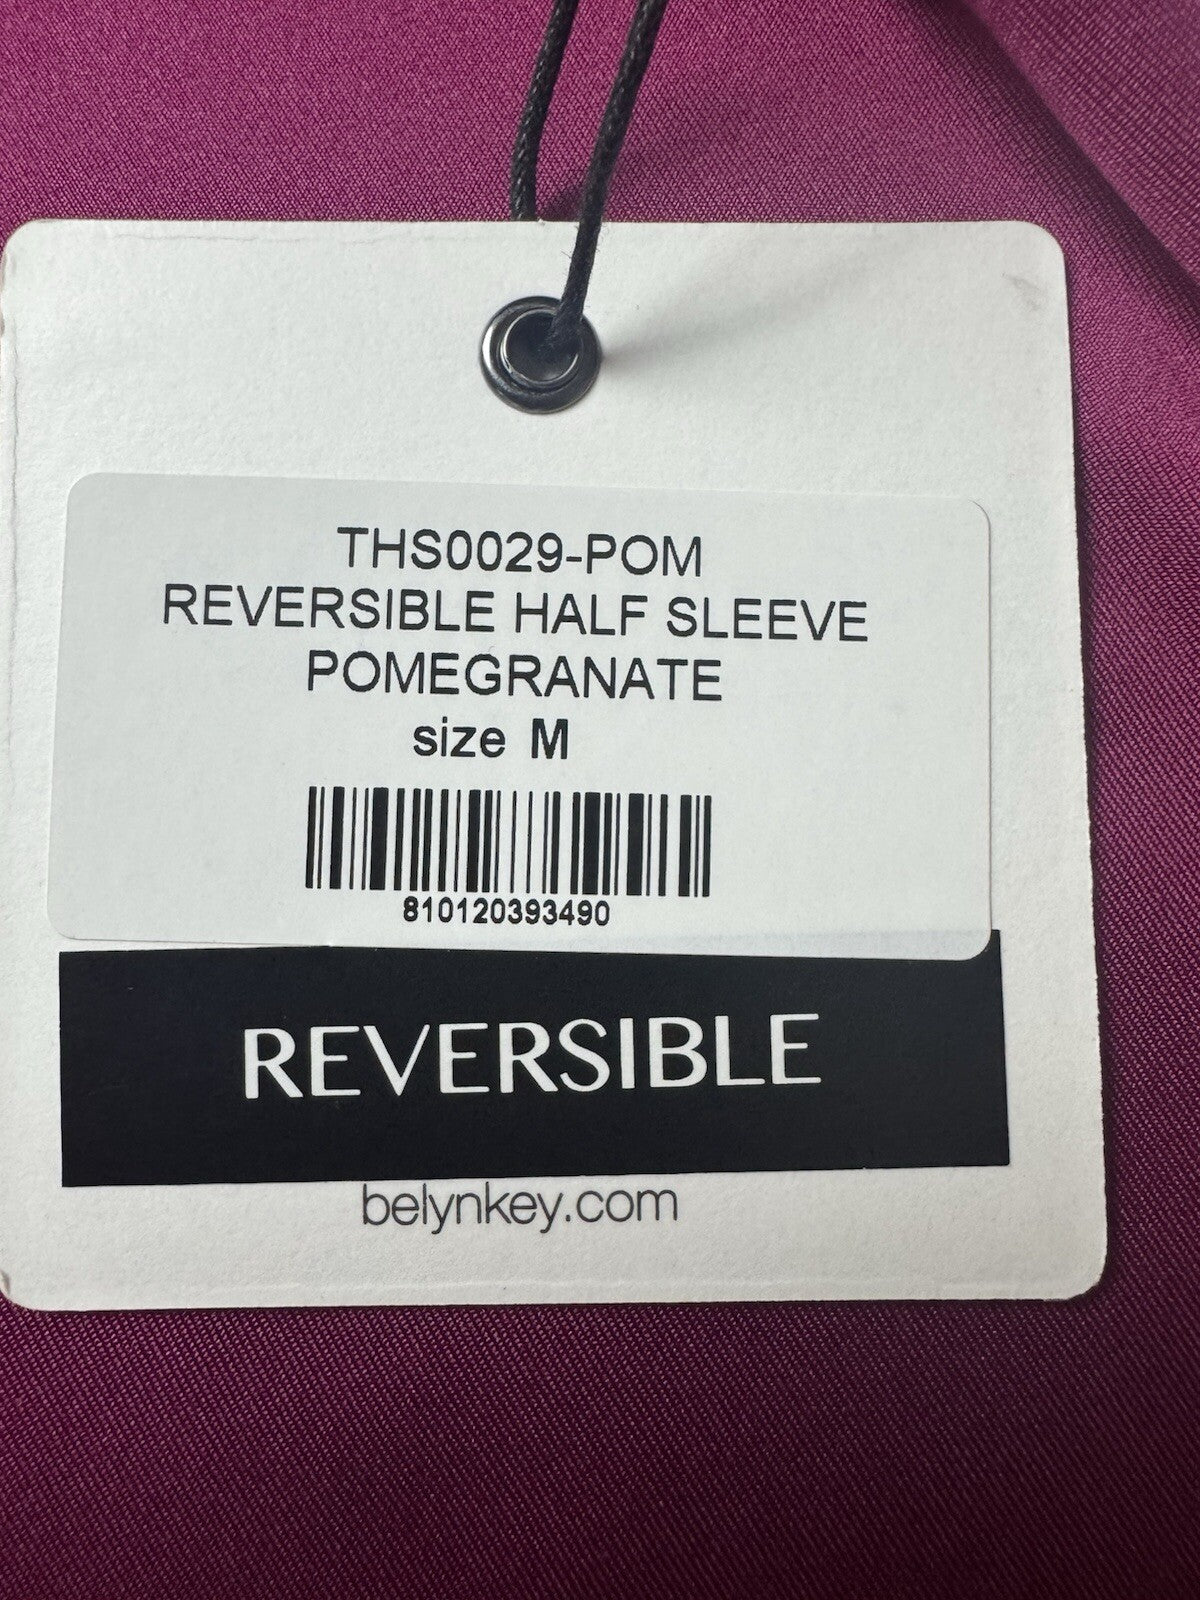 THS0029-POM
REVERSIBLE HALF SLEEVE
POMEGRANATE
size M
810120393490
REVERSIBLE
belynkey.com